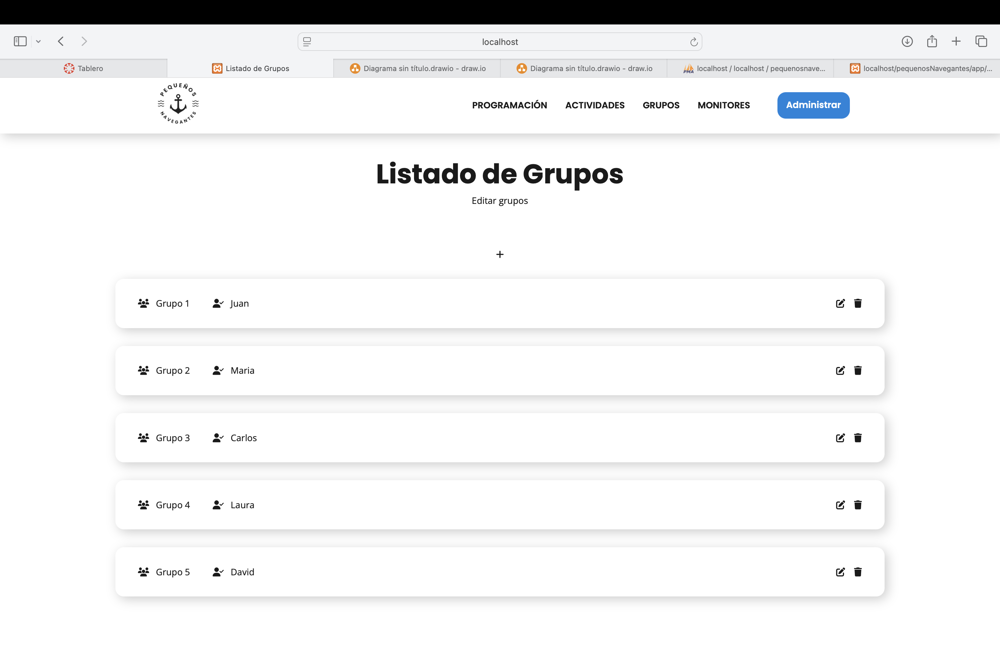 localhost
Tablero
Listado de Grupos
Diagrama sin título.drawio - draw.io
Diagrama sin título.drawio - draw.io
PMA
localhost / localhost / pequenosnave...
localhost/pequenosNavegantes/app/...
PEQUEÑOS
NAVEGANTES
PROGRAMACIÓN
ACTIVIDADES
GRUPOS
MONITORES
Administrar
Listado de Grupos
Editar grupos
+
Grupo 1 Juan
Grupo 2 Maria
Grupo 3 Carlos
Grupo 4 Laura
Grupo 5 David